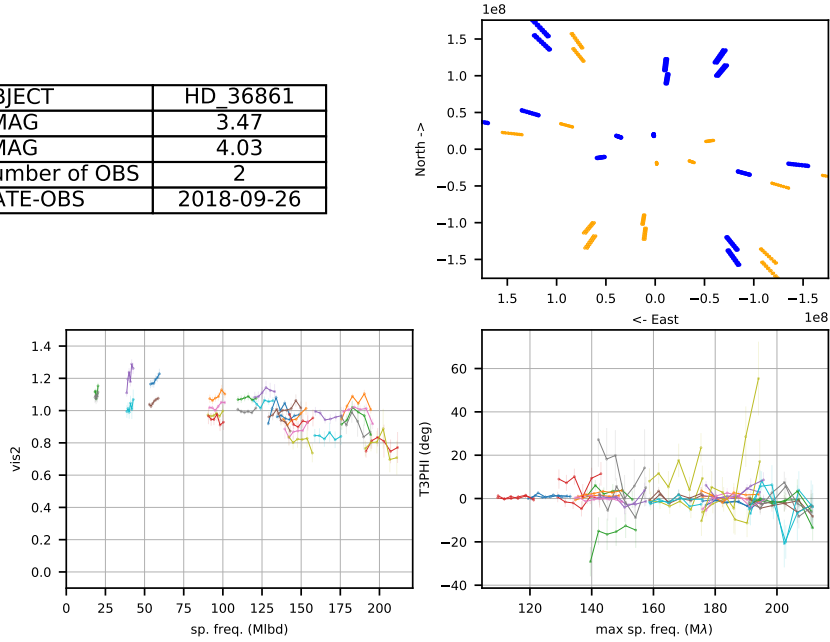 BJECT HD_36861
MAG 3.47
MAG 4.03
umber of OBS 2
ATE-OBS 2018-09-26
1e8
1.5
1.0
0.5
0.0
−0.5
−1.0
−1.5
North ->
1.5 1.0 0.5 0.0 −0.5 −1.0 −1.5
<- East
1e8
1.4
1.2
1.0
0.8
0.6
0.4
0.2
0.0
vis2
0 25 50 75 100 125 150 175 200
sp. freq. (Mlbd)
60
40
20
0
−20
−40
T3PHI (deg)
120 140 160 180 200
max sp. freq. (Mλ)